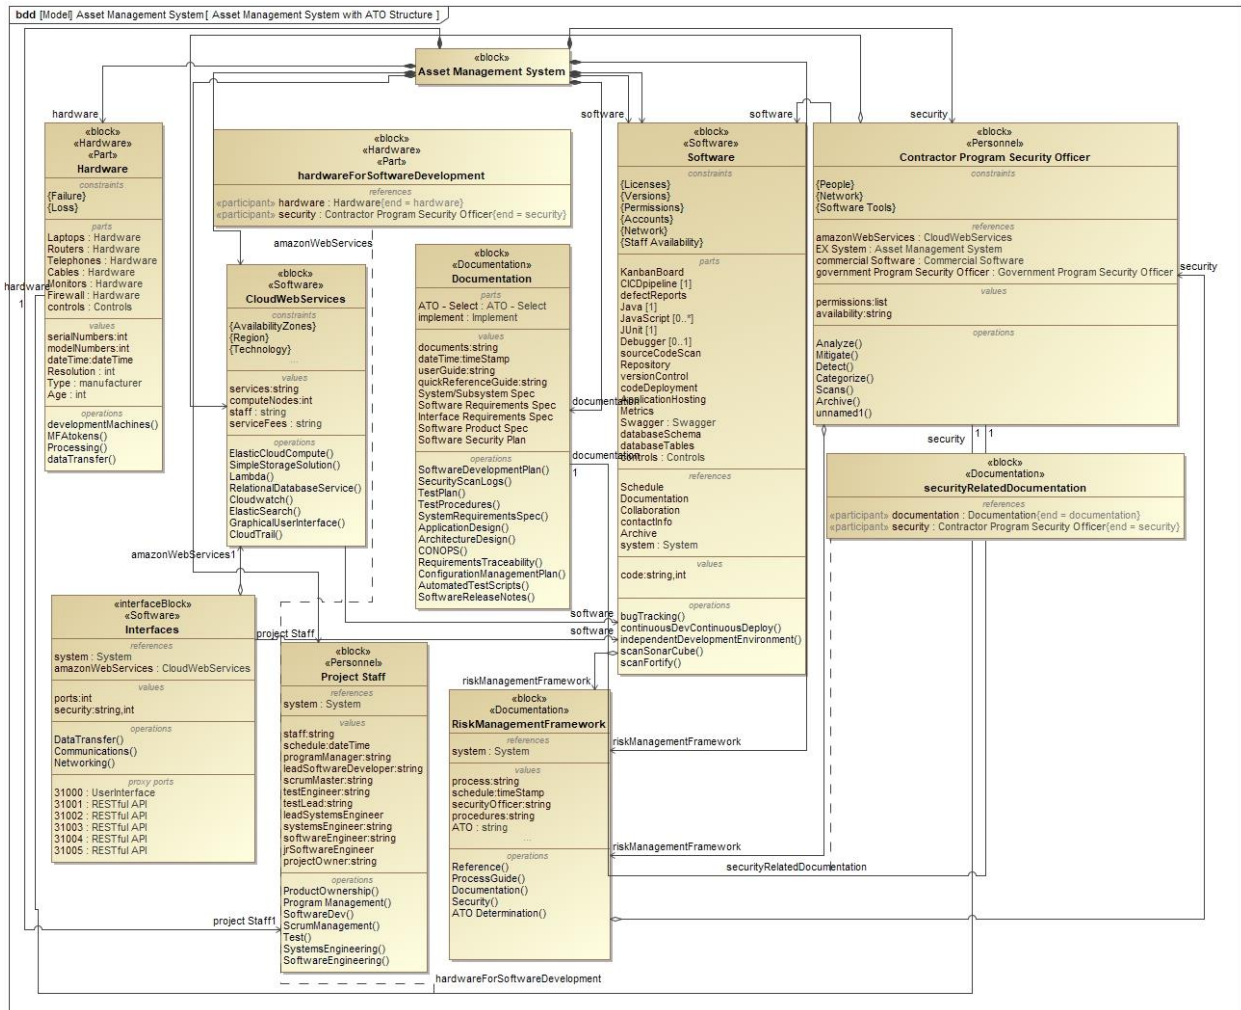 bdd [Model] Asset Management System[ Asset Management System with ATO Structure ]
«block»
Asset Management System
hardware
software
software
security
«block»
«Hardware»
«Part»
Hardware
constraints
{Failure}
{Loss}
parts
Laptops : Hardware
Routers : Hardware
Telephones : Hardware
Cables : Hardware
Monitors : Hardware
Firewall : Hardware
controls : Controls
values
serialNumbers:int
modelNumbers:int
dateTime:dateTime
Resolution : int
Type : manufacturer
Age : int
operations
developmentMachines()
MFAtokens()
Processing()
dataTransfer()
hardware
1
«block»
«Hardware»
«Part»
hardwareForSoftwareDevelopment
references
«participant» hardware : Hardware{end = hardware}
«participant» security : Contractor Program Security Officer{end = security}
amazonWebServices
«block»
«Software»
CloudWebServices
constraints
{AvailabilityZones}
{Region}
{Technology}
...
values
services:string
computeNodes:int
staff : string
serviceFees : string
operations
ElasticCloudCompute()
SimpleStorageSolution()
Lambda()
RelationalDatabaseService()
Cloudwatch()
ElasticSearch()
GraphicalUserInterface()
CloudTrail()
amazonWebServices1
«block»
«Documentation»
Documentation
parts
ATO - Select : ATO - Select
implement : Implement
values
documents:string
dateTime:timeStamp
userGuide:string
quickReferenceGuide:string
System/Subsystem Spec
Software Requirements Spec
Interface Requirements Spec
Software Product Spec
Software Security Plan
operations
SoftwareDevelopmentPlan()
SecurityScanLogs()
TestPlan()
TestProcedures()
SystemRequirementsSpec()
ApplicationDesign()
ArchitectureDesign()
CONOPS()
RequirementsTraceability()
ConfigurationManagementPlan()
AutomatedTestScripts()
SoftwareReleaseNotes()
documentation
documentation
1
«block»
«Software»
Software
constraints
{Licenses}
{Versions}
{Permissions}
{Accounts}
{Network}
{Staff Availability}
parts
KanbanBoard
CICDpipeline [1]
defectReports
Java [1]
JavaScript [0..*]
JUnit [1]
Debugger [0..1]
sourceCodeScan
Repository
versionControl
codeDeployment
ApplicationHosting
Metrics
Swagger : Swagger
databaseSchema
databaseTables
controls : Controls
references
Schedule
Documentation
Collaboration
contactInfo
Archive
system : System
values
code:string,int
operations
bugTracking()
continuousDevContinuousDeploy()
independentDevelopmentEnvironment()
scanSonarCube()
scanFortify()
software
software
«block»
«Personnel»
Contractor Program Security Officer
constraints
{People}
{Network}
{Software Tools}
references
amazonWebServices : CloudWebServices
EX System : Asset Management System
commercial Software : Commercial Software
government Program Security Officer : Government Program Security Officer
values
permissions:list
availability:string
operations
Analyze()
Mitigate()
Detect()
Categorize()
Scans()
Archive()
unnamed1()
security
security
1
1
«block»
«Documentation»
securityRelatedDocumentation
references
«participant» documentation : Documentation{end = documentation}
«participant» security : Contractor Program Security Officer{end = security}
«interfaceBlock»
«Software»
Interfaces
references
system : System
amazonWebServices : CloudWebServices
values
ports:int
security:string,int
operations
DataTransfer()
Communications()
Networking()
proxy ports
31000 : UserInterface
31001 : RESTful API
31002 : RESTful API
31003 : RESTful API
31004 : RESTful API
31005 : RESTful API
project Staff
«block»
«Personnel»
Project Staff
references
system : System
values
staff:string
schedule:dateTime
programManager:string
leadSoftwareDeveloper:string
scrumMaster:string
testEngineer:string
testLead:string
leadSystemsEngineer
systemsEngineer:string
softwareEngineer:string
jrSoftwareEngineer
projectOwner:string
operations
ProductOwnership()
Program Management()
SoftwareDev()
ScrumManagement()
Test()
SystemsEngineering()
SoftwareEngineering()
project Staff1
riskManagementFramework
«block»
«Documentation»
RiskManagementFramework
references
system : System
values
process:string
schedule:timeStamp
securityOfficer:string
procedures:string
ATO : string
...
operations
Reference()
ProcessGuide()
Documentation()
Security()
ATO Determination()
riskManagementFramework
riskManagementFramework
securityRelatedDocumentation
hardwareForSoftwareDevelopment